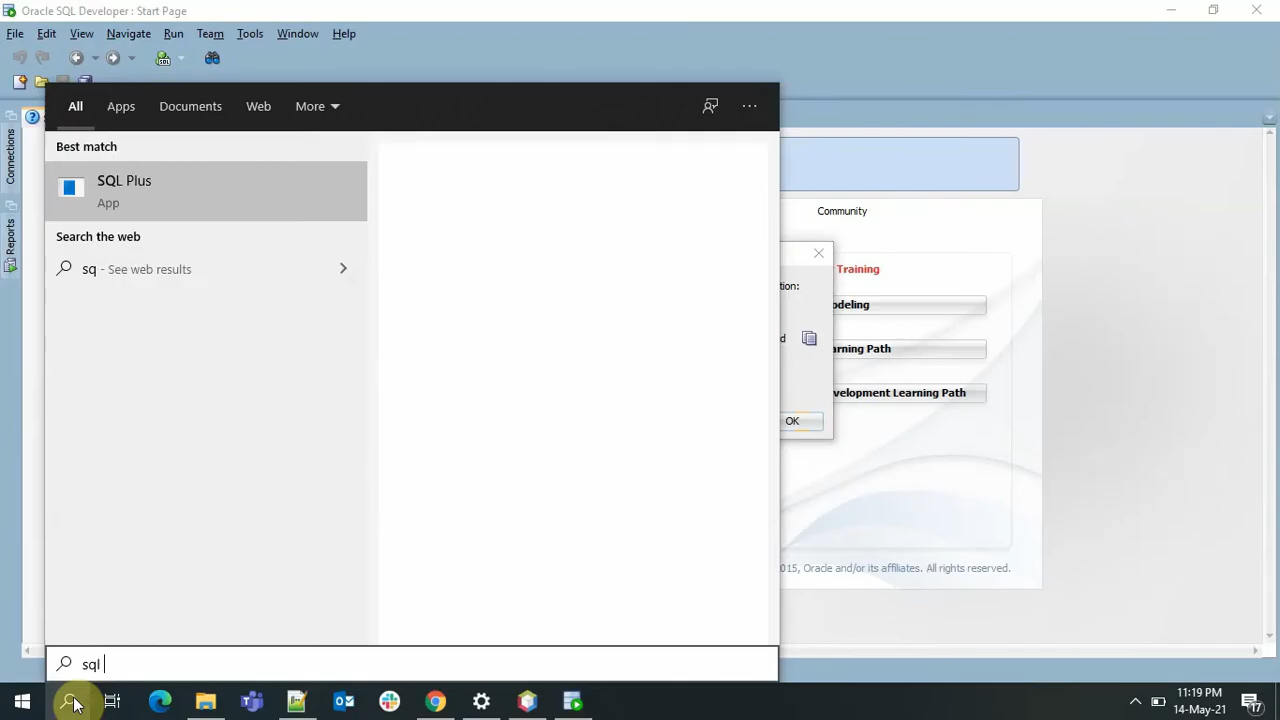 Oracle SQL Developer : Start Page
File Edit View Navigate Run Team Tools Window Help
All Apps Documents Web More
Best match
SQL Plus
App
Search the web
sq - See web results
sql
Connections
Reports
Community
Training
tion:
odeling
d
arning Path
velopment Learning Path
OK
015, Oracle and/or its affiliates. All rights reserved.
11:19 PM
14-May-21
17